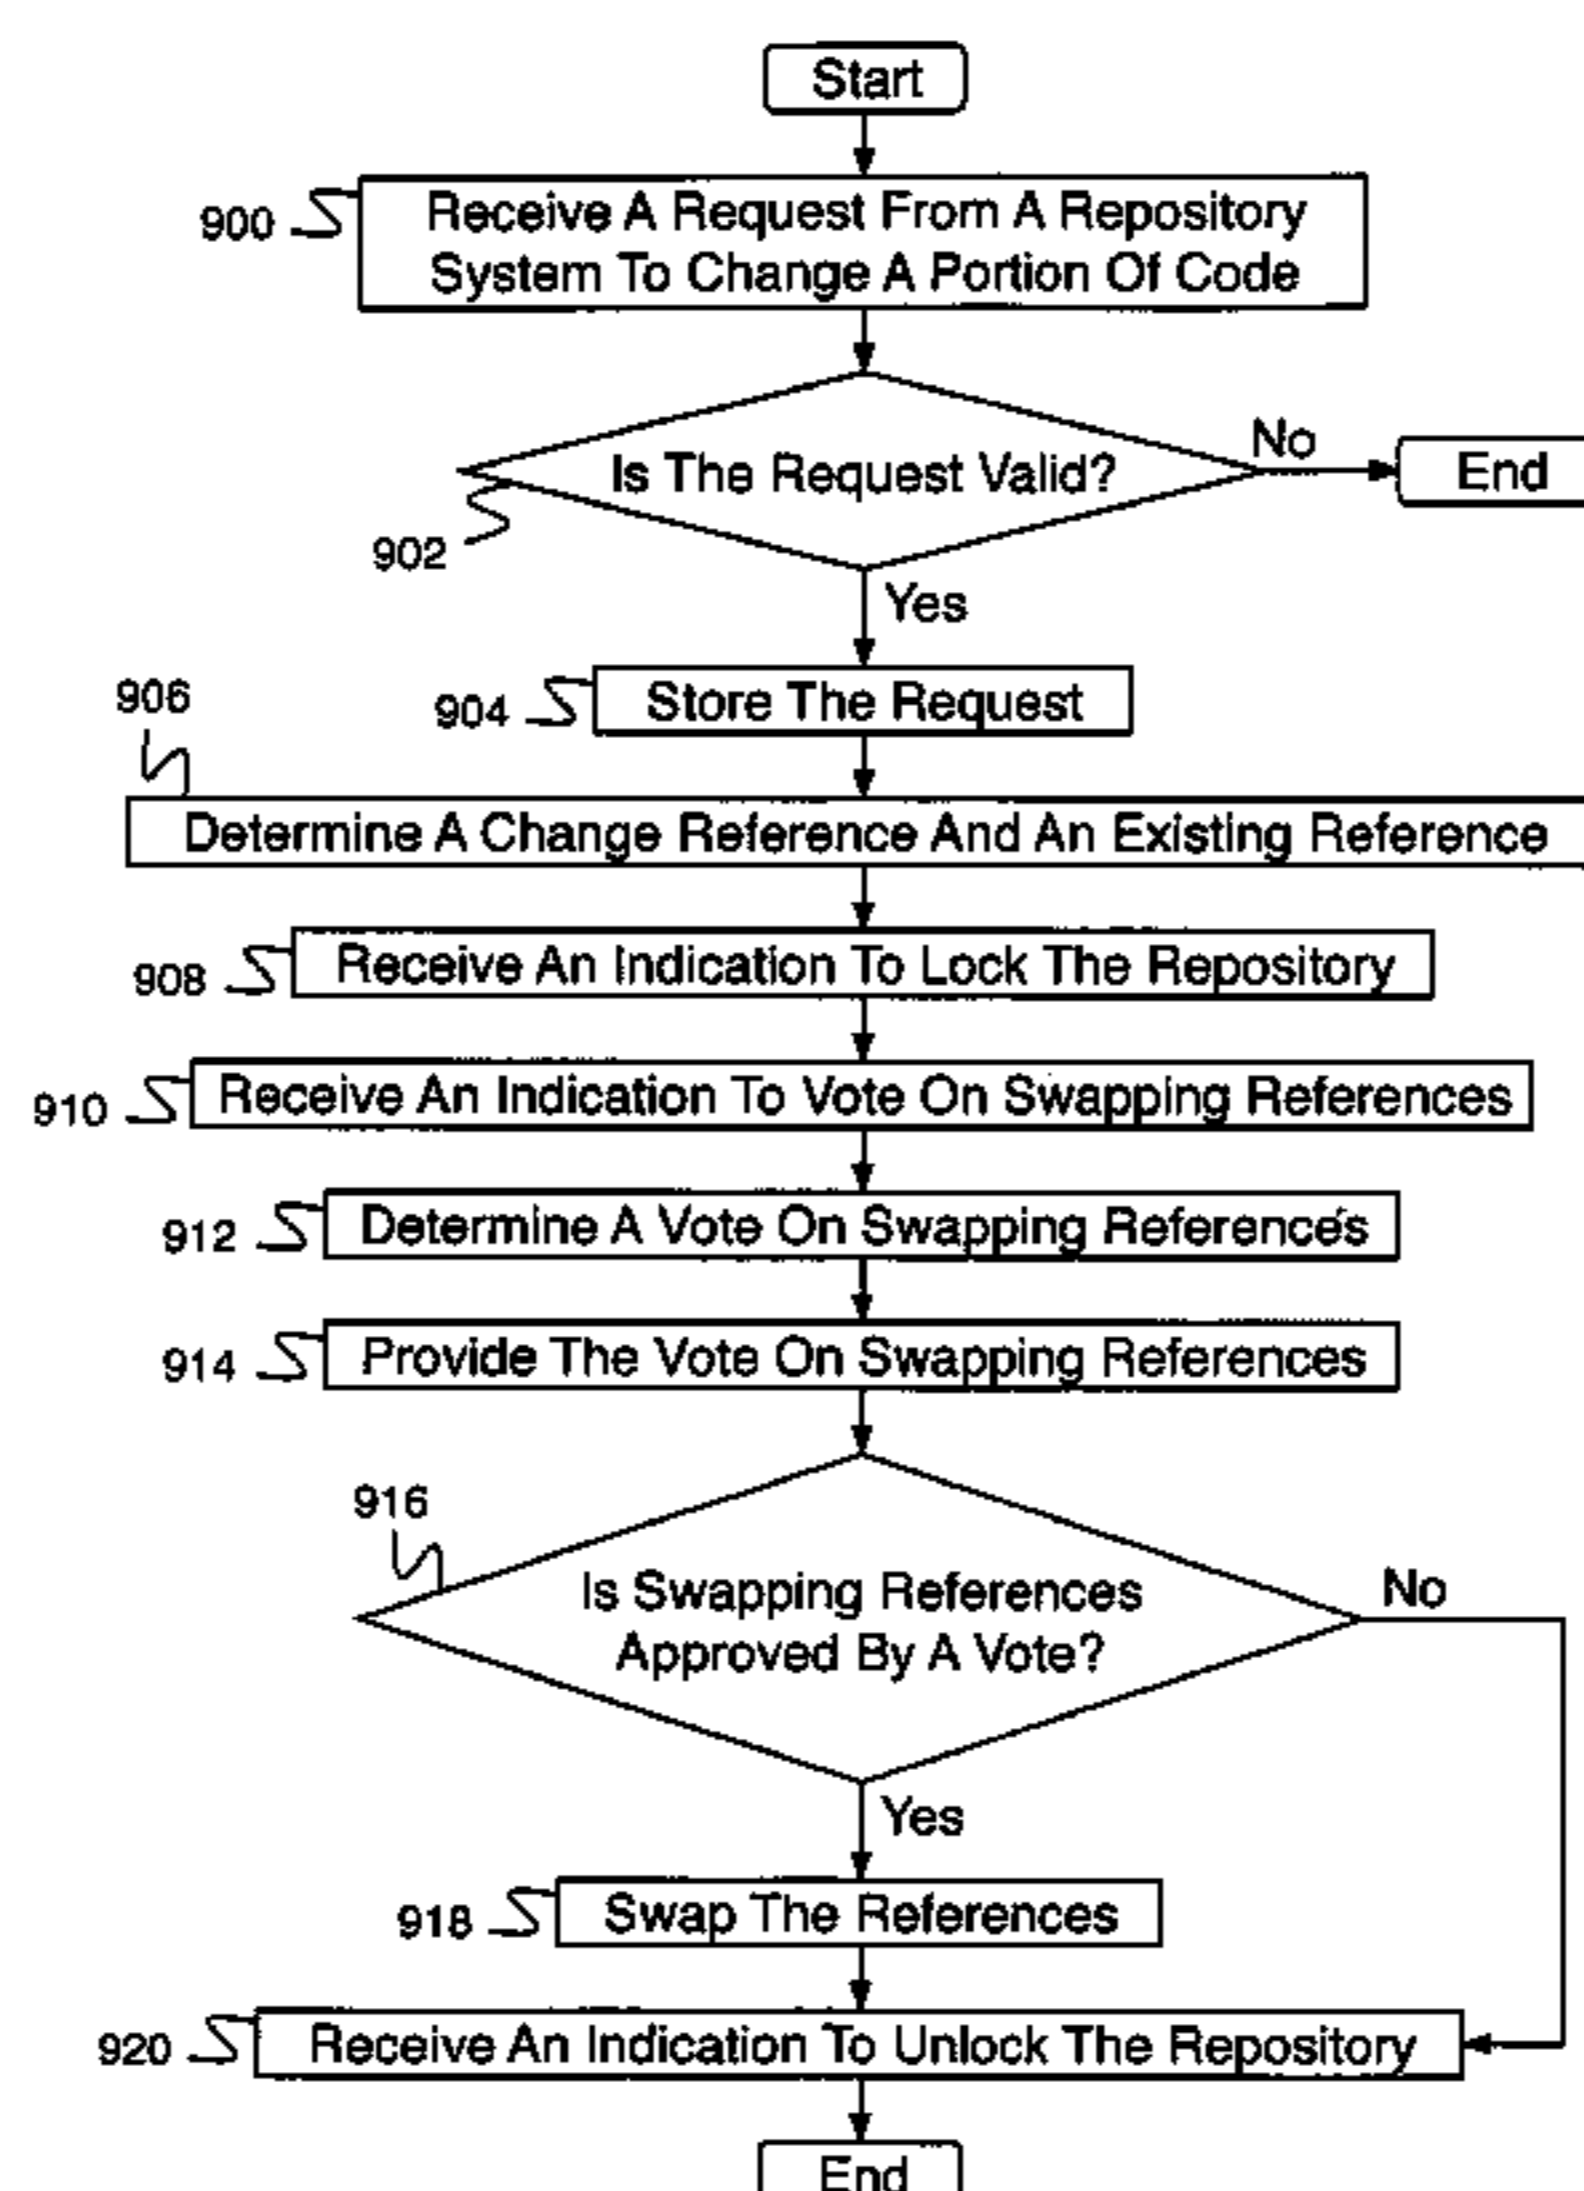 Start
900
Receive A Request From A Repository
System To Change A Portion Of Code
Is The Request Valid?
No
End
902
Yes
904
Store The Request
906
Determine A Change Reference And An Existing Reference
908
Receive An Indication To Lock The Repository
910
Receive An Indication To Vote On Swapping References
912
Determine A Vote On Swapping References
914
Provide The Vote On Swapping References
916
Is Swapping References
Approved By A Vote?
No
Yes
918
Swap The References
920
Receive An Indication To Unlock The Repository
End